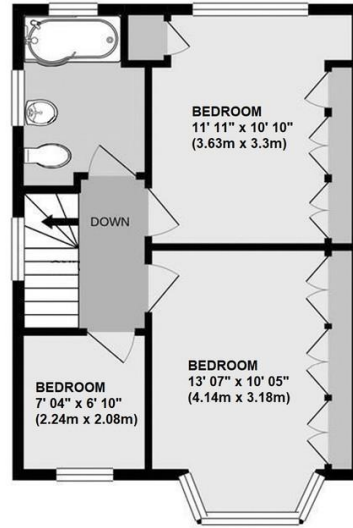 BEDROOM
11' 11" x 10' 10"
(3.63m x 3.3m)
DOWN
BEDROOM
13' 07" x 10' 05"
(4.14m x 3.18m)
BEDROOM
7' 04" x 6' 10"
(2.24m x 2.08m)